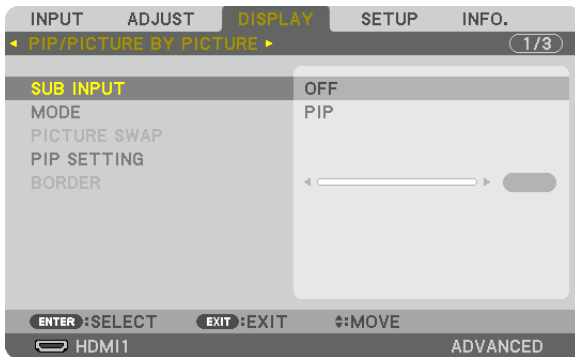 INPUT ADJUST DISPLAY SETUP INFO.
PIP/PICTURE BY PICTURE 1/3
SUB INPUT OFF
MODE PIP
PICTURE SWAP
PIP SETTING
BORDER
ENTER :SELECT EXIT :EXIT :MOVE
HDMI1 ADVANCED